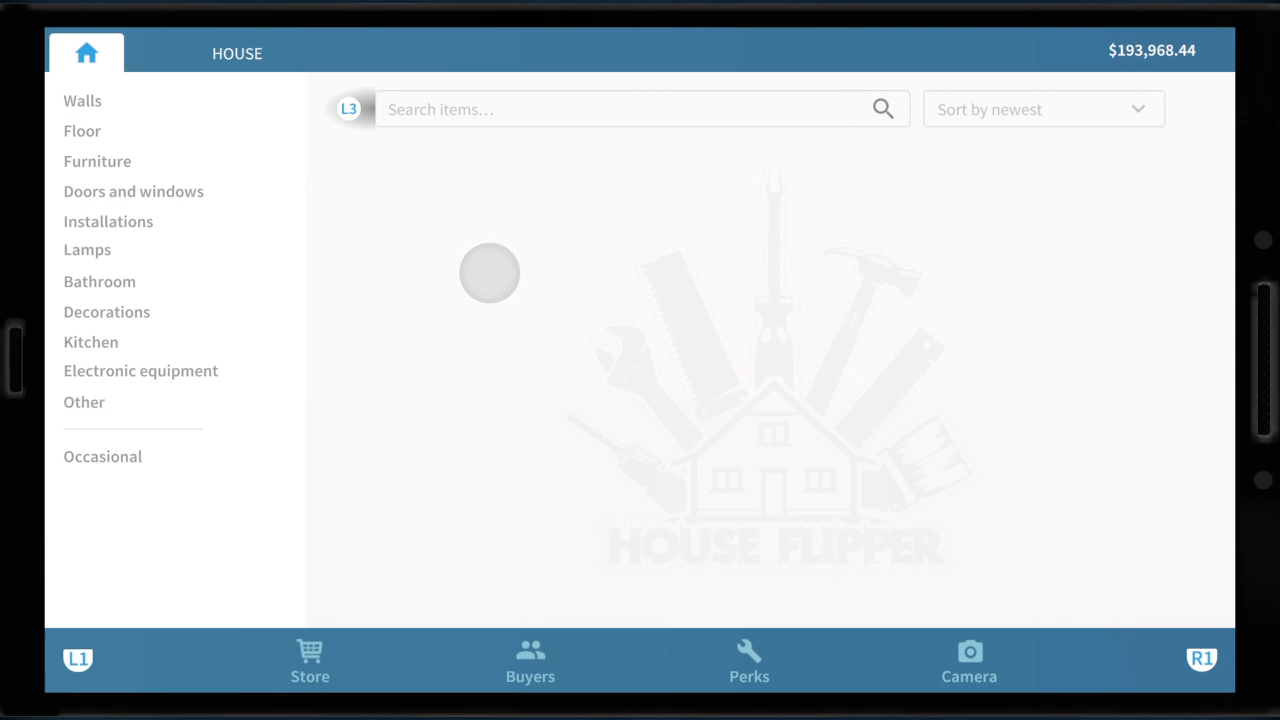 HOUSE
$193,968.44
L3
Search items...
Sort by newest
Walls
Floor
Furniture
Doors and windows
Installations
Lamps
Bathroom
Decorations
Kitchen
Electronic equipment
Other
Occasional
HOUSE FLIPPER
L1
Store
Buyers
Perks
Camera
R1